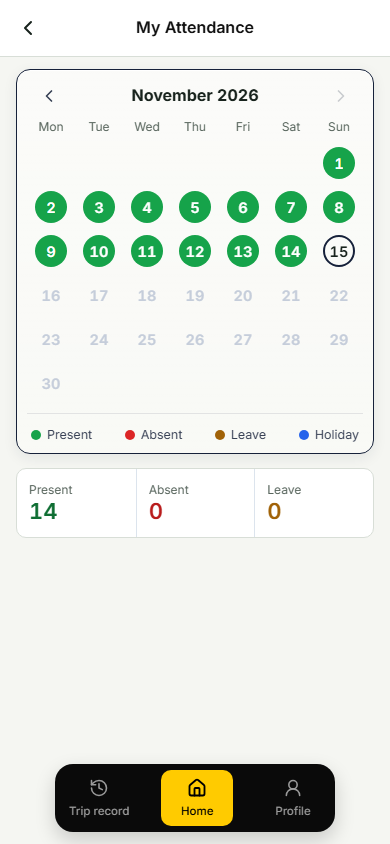 My Attendance
November 2026
Mon Tue Wed Thu Fri Sat Sun
1
2 3 4 5 6 7 8
9 10 11 12 13 14 15
16 17 18 19 20 21 22
23 24 25 26 27 28 29
30
Present Absent Leave Holiday
Present Absent Leave
14 0 0
Trip record Home Profile